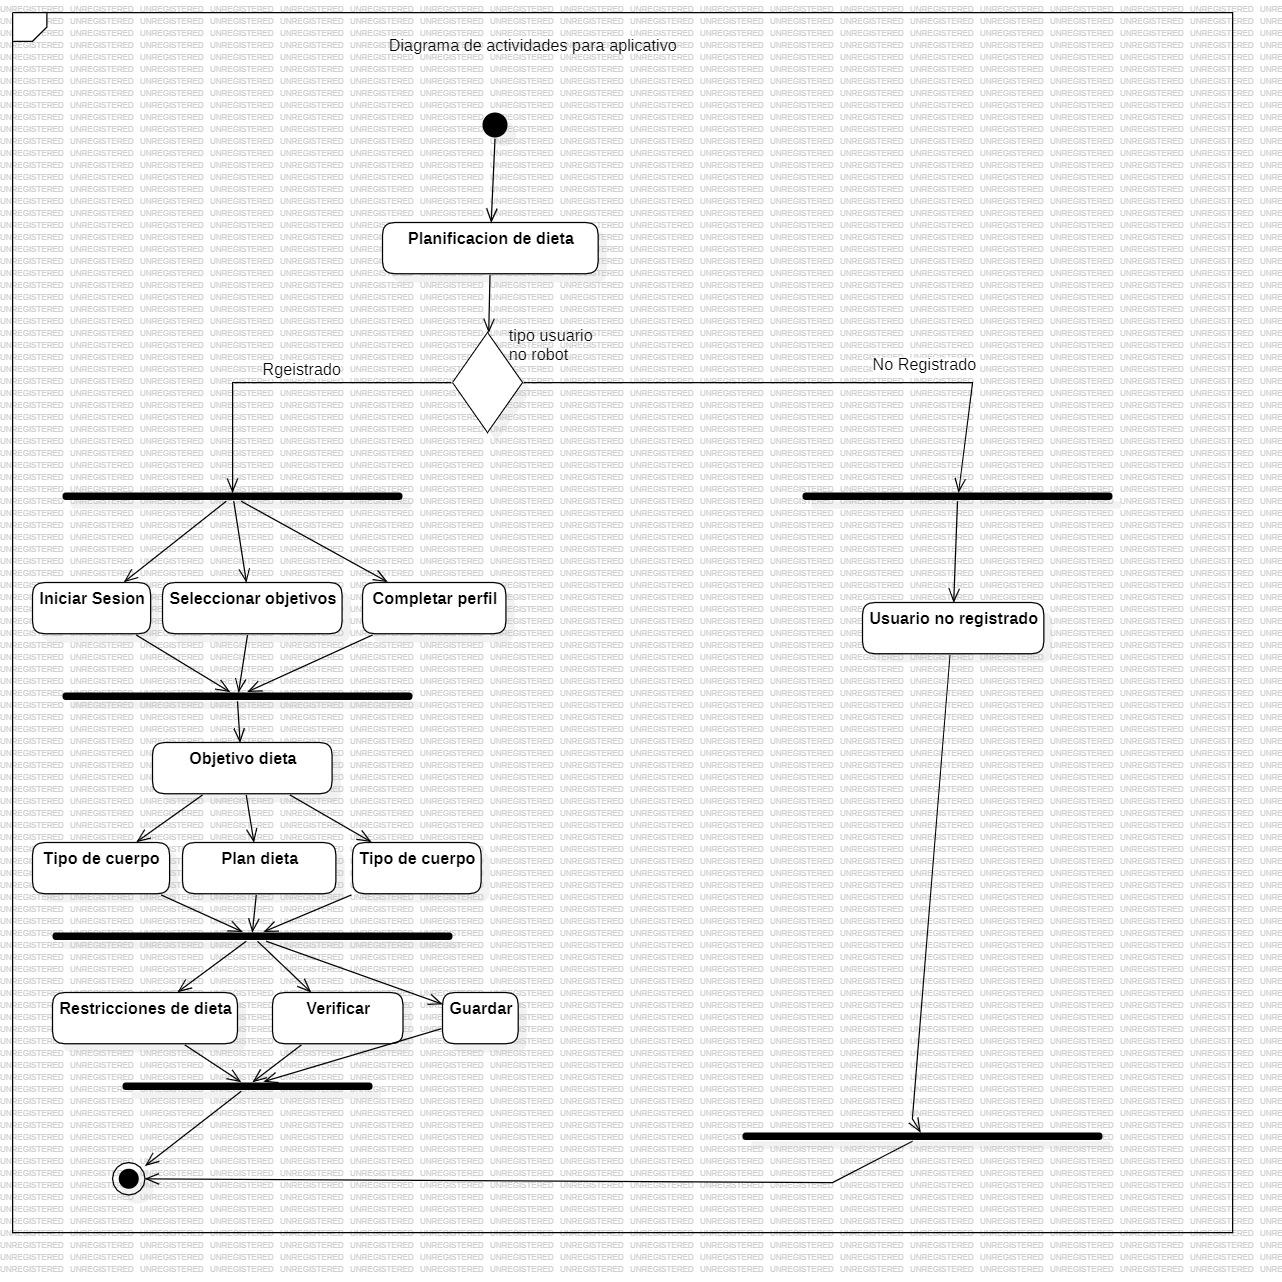 Diagrama de actividades para aplicativo
Planificacion de dieta
tipo usuario
no robot
Rgeistrado
No Registrado
Iniciar Sesion
Seleccionar objetivos
Completar perfil
Usuario no registrado
Objetivo dieta
Tipo de cuerpo
Plan dieta
Tipo de cuerpo
Restricciones de dieta
Verificar
Guardar
UNREGISTERED